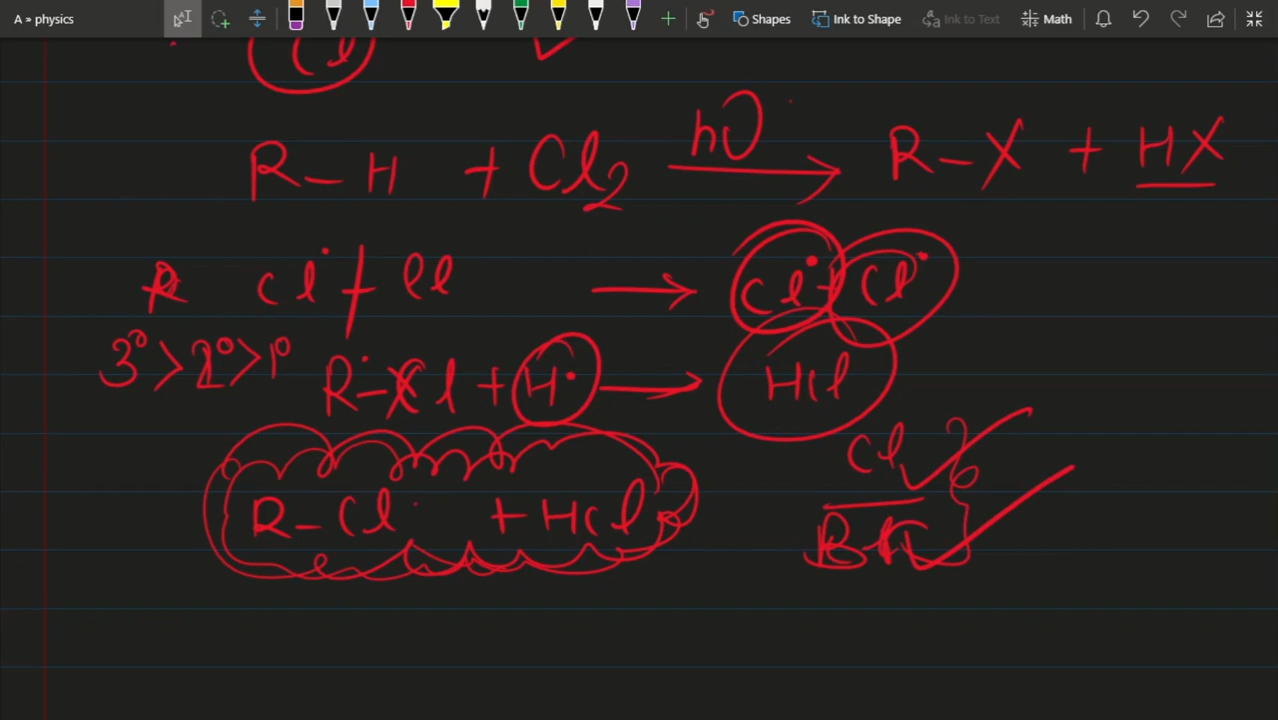 A » physics
Shapes
Ink to Shape
Ink to Text
Math
Cl
R-H + Cl₂ hν → R-X + HX
Cl· + → Cl· + Cl·
3° > 2° > 1°
+ H· → HCl
Cl
R-Cl + HCl